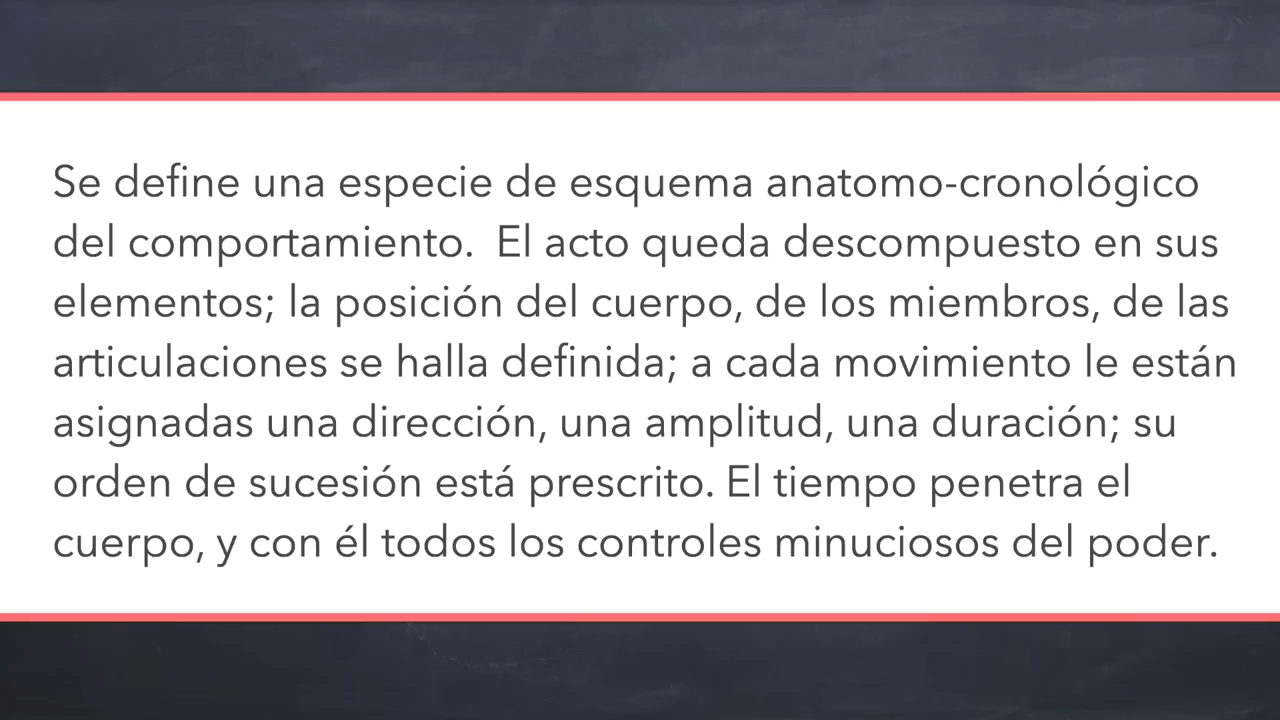 Se define una especie de esquema anatomo-cronológico
del comportamiento.  El acto queda descompuesto en sus
elementos; la posición del cuerpo, de los miembros, de las
articulaciones se halla definida; a cada movimiento le están
asignadas una dirección, una amplitud, una duración; su
orden de sucesión está prescrito. El tiempo penetra el
cuerpo, y con él todos los controles minuciosos del poder.